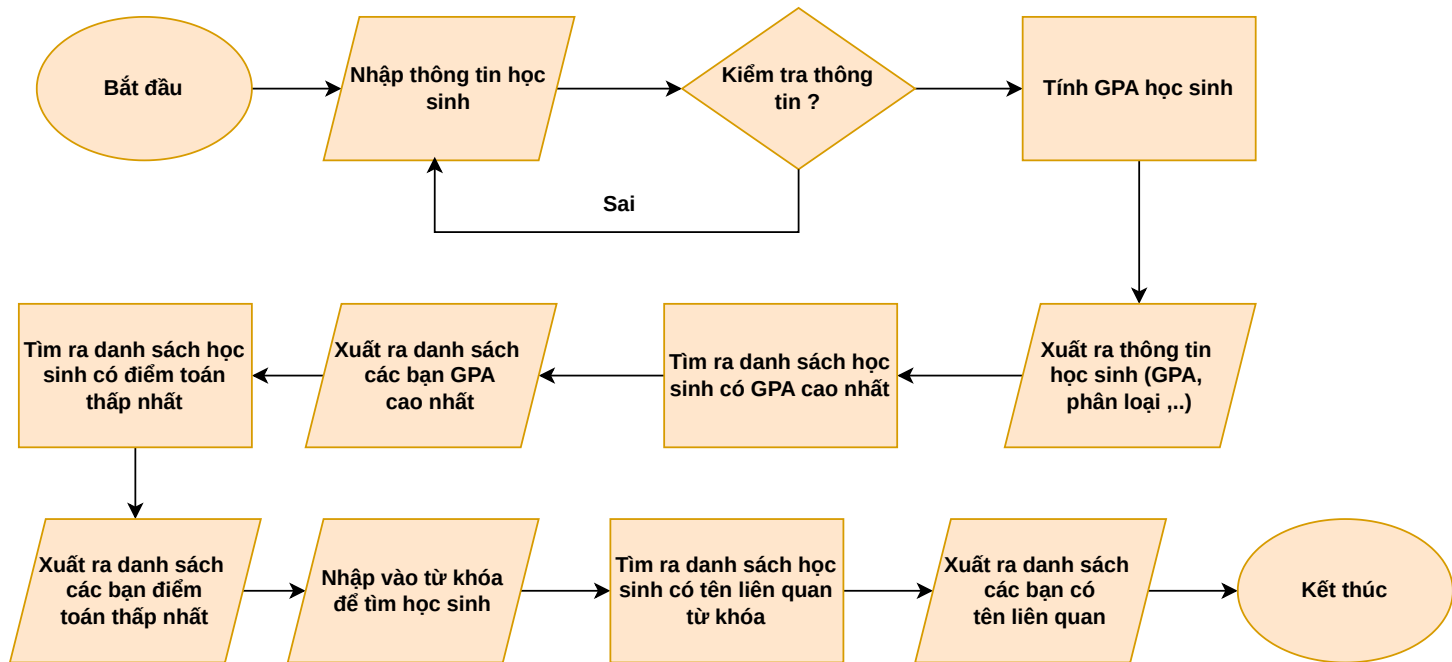 Bắt đầu
Nhập thông tin học
sinh
Kiểm tra thông
tin ?
Tính GPA học sinh
Sai
Tìm ra danh sách học
sinh có điểm toán
thấp nhất
Xuất ra danh sách
các bạn GPA
cao nhất
Tìm ra danh sách học
sinh có GPA cao nhất
Xuất ra thông tin
học sinh (GPA,
phân loại ,..)
Xuất ra danh sách
các bạn điểm
toán thấp nhất
Nhập vào từ khóa
để tìm học sinh
Tìm ra danh sách học
sinh có tên liên quan
từ khóa
Xuất ra danh sách
các bạn có
tên liên quan
Kết thúc